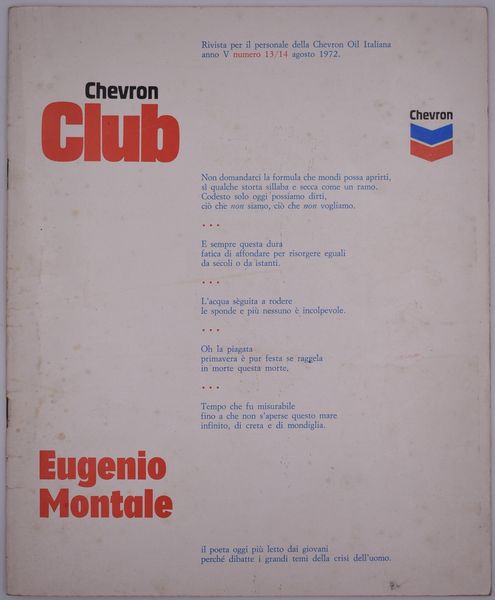 Rivista per il personale della Chevron Oil Italiana
anno V numero 13/14 agosto 1972.
Chevron
Club
Chevron
Non domandarci la formula che mondi possa aprirti,
sì qualche storta sillaba e secca come un ramo.
Codesto solo oggi possiamo dirti,
ciò che non siamo, ciò che non vogliamo.
...
E sempre questa dura
fatica di affondare per risorgere eguali
da secoli o da istanti.
...
L'acqua sèguita a rodere
le sponde e più nessuno è incolpevole.
...
Oh la piagata
primavera è pur festa se raggela
in morte questa morte,
...
Tempo che fu misurabile
fino a che non s'aperse questo mare
infinito, di creta e di mondiglia.
Eugenio
Montale
il poeta oggi più letto dai giovani
perché dibatte i grandi temi della crisi dell'uomo.